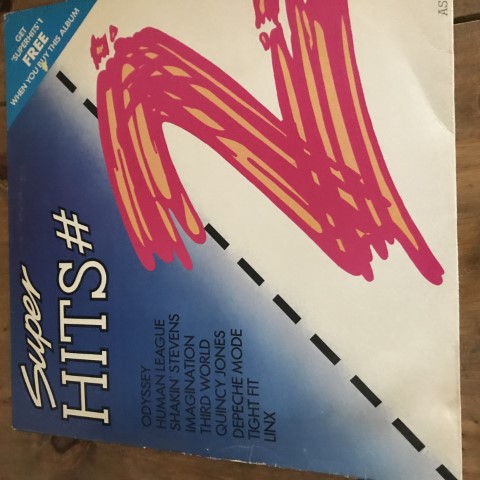 GET
'SUPERHITS'1
FREE
WHEN YOU BUY THIS ALBUM
AS
Super
HITS#
2
ODYSSEY
HUMAN LEAGUE
SHAKIN' STEVENS
IMAGINATION
THIRD WORLD
QUINCY JONES
DEPECHE MODE
TIGHT FIT
LINX